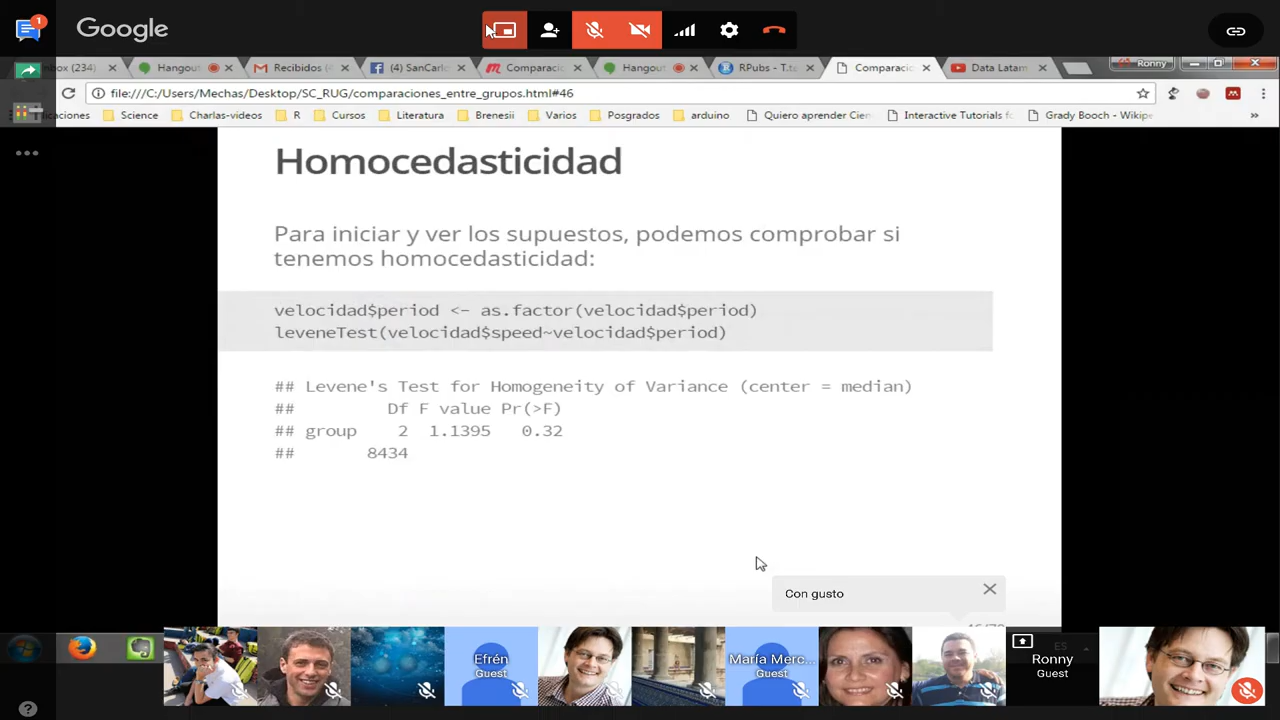 1
Google
nbox (234)
Hangout
Recibidos (
(4) SanCarlo
Comparacio
Hangout
RPubs - T.t
Comparacio
Data Latam
Ronny
file:///C:/Users/Mechas/Desktop/SC_RUG/comparaciones_entre_grupos.html#46
licaciones
Science
Charlas-videos
R
Cursos
Literatura
Brenesii
Varios
Posgrados
arduino
Quiero aprender Cien
Interactive Tutorials fo
Grady Booch - Wikipe
Homocedasticidad
Para iniciar y ver los supuestos, podemos comprobar si
tenemos homocedasticidad:
velocidad$period <- as.factor(velocidad$period)
leveneTest(velocidad$speed~velocidad$period)
## Levene's Test for Homogeneity of Variance (center = median)
## Df F value Pr(>F)
## group 2 1.1395 0.32
## 8434
Con gusto
Efrén
Guest
María Merc...
Guest
ES
Ronny
Guest